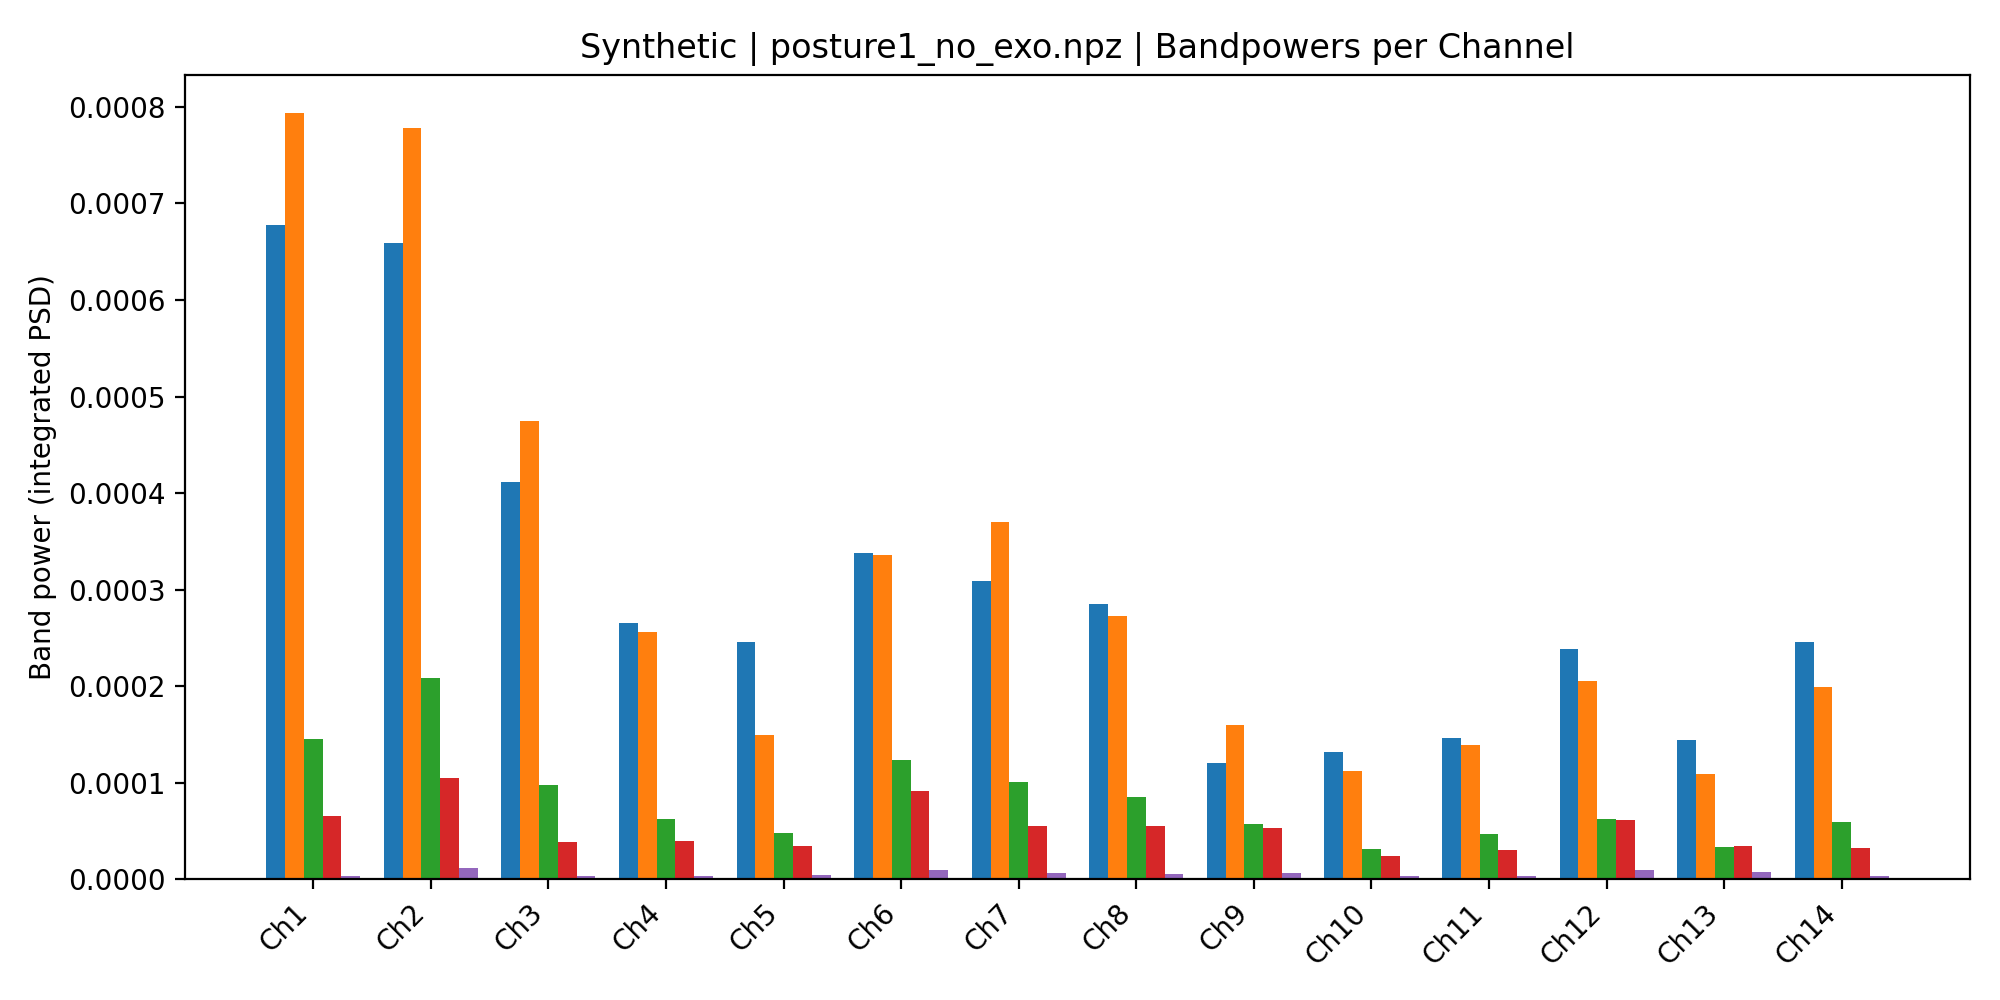 Synthetic | posture1_no_exo.npz | Bandpowers per Channel
Band power (integrated PSD)
0.0008
0.0007
0.0006
0.0005
0.0004
0.0003
0.0002
0.0001
0.0000
Ch1
Ch2
Ch3
Ch4
Ch5
Ch6
Ch7
Ch8
Ch9
Ch10
Ch11
Ch12
Ch13
Ch14